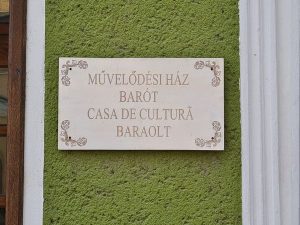 MŰVELŐDÉSI HÁZ
BARÓT
CASA DE CULTURĂ
BARAOLT